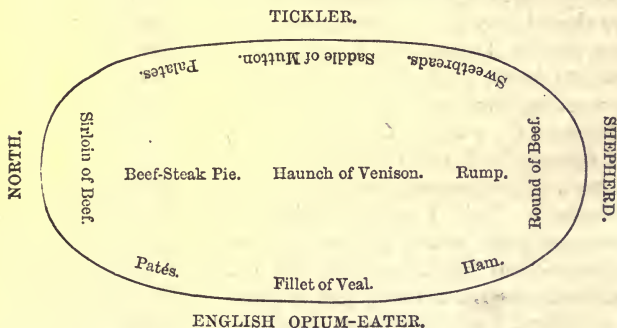 TICKLER.
Palates.
Saddle of Mutton.
Sweetbreads.
NORTH.
Sirloin of Beef.
Beef-Steak Pie.
Haunch of Venison.
Rump.
Round of Beef.
SHEPHERD.
Patés.
Fillet of Veal.
Ham.
ENGLISH OPIUM-EATER.